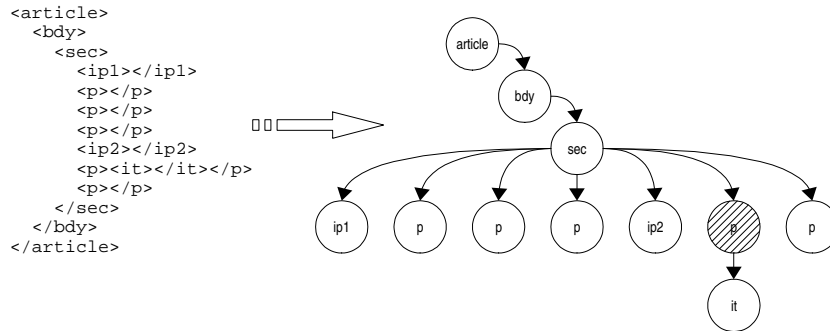 <article>
<bdy>
<sec>
<ip1></ip1>
<p></p>
<p></p>
<p></p>
<ip2></ip2>
<p><it></it></p>
<p></p>
</sec>
</bdy>
</article>
article
bdy
sec
ip1 p p p ip2 p p
it